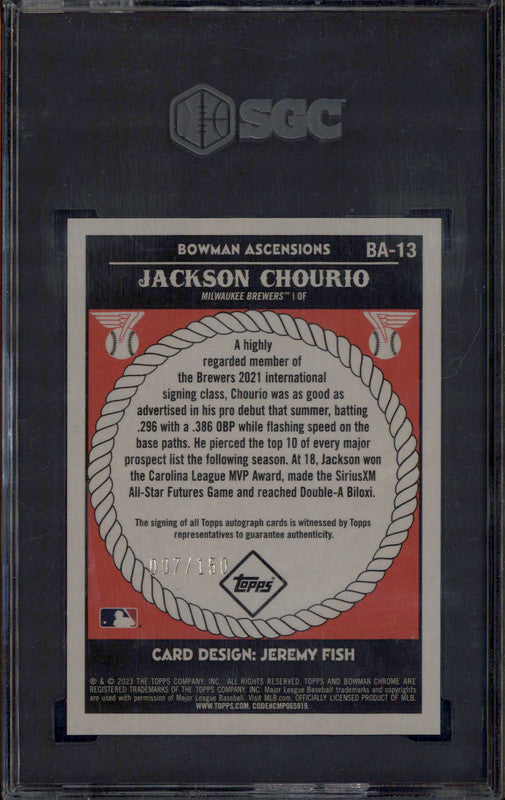 SGC
BOWMAN ASCENSIONS BA-13
JACKSON CHOURIO
MILWAUKEE BREWERS™ | OF
A highly
regarded member of
the Brewers 2021 international
signing class, Chourio was as good as
advertised in his pro debut that summer, batting
.296 with a .386 OBP while flashing speed on the
base paths. He pierced the top 10 of every major
prospect list the following season. At 18, Jackson won
the Carolina League MVP Award, made the SiriusXM
All-Star Futures Game and reached Double-A Biloxi.
The signing of all Topps autograph cards is witnessed by Topps
representatives to guarantee authenticity.
007/150
topps
CARD DESIGN: JEREMY FISH
® & © 2023 THE TOPPS COMPANY, INC. ALL RIGHTS RESERVED. TOPPS AND BOWMAN CHROME ARE
REGISTERED TRADEMARKS OF THE TOPPS COMPANY, INC. Major League Baseball trademarks and copyrights
are used with permission of Major League Baseball. Visit MLB.com. OFFICIALLY LICENSED PRODUCT OF MLB.
WWW.TOPPS.COM. CODE#CMP065919.